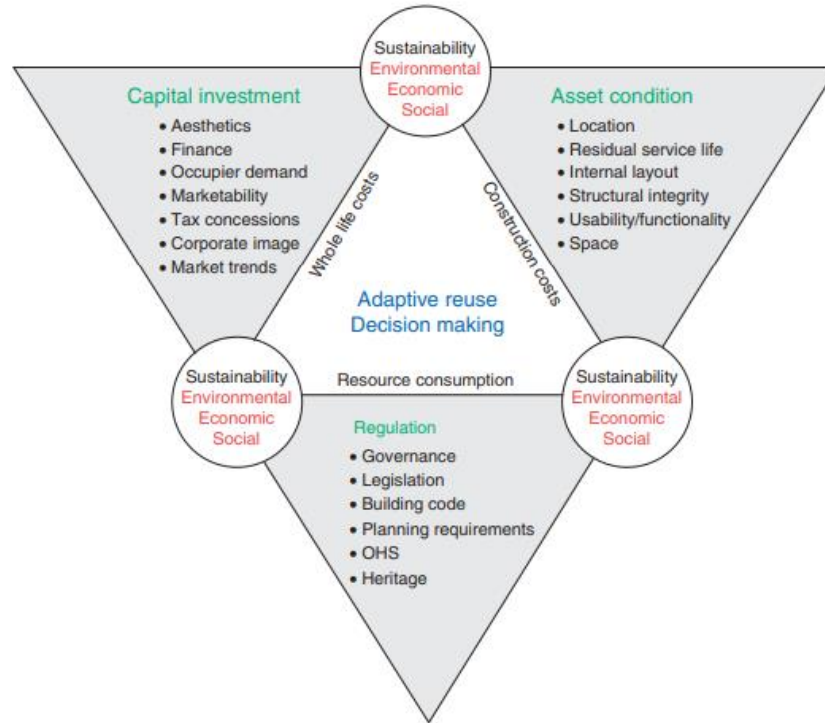 Sustainability
Environmental
Economic
Social
Capital investment
• Aesthetics
• Finance
• Occupier demand
• Marketability
• Tax concessions
• Corporate image
• Market trends
Asset condition
• Location
• Residual service life
• Internal layout
• Structural integrity
• Usability/functionality
• Space
Whole life costs
Construction costs
Adaptive reuse
Decision making
Resource consumption
Sustainability
Environmental
Economic
Social
Sustainability
Environmental
Economic
Social
Regulation
• Governance
• Legislation
• Building code
• Planning requirements
• OHS
• Heritage